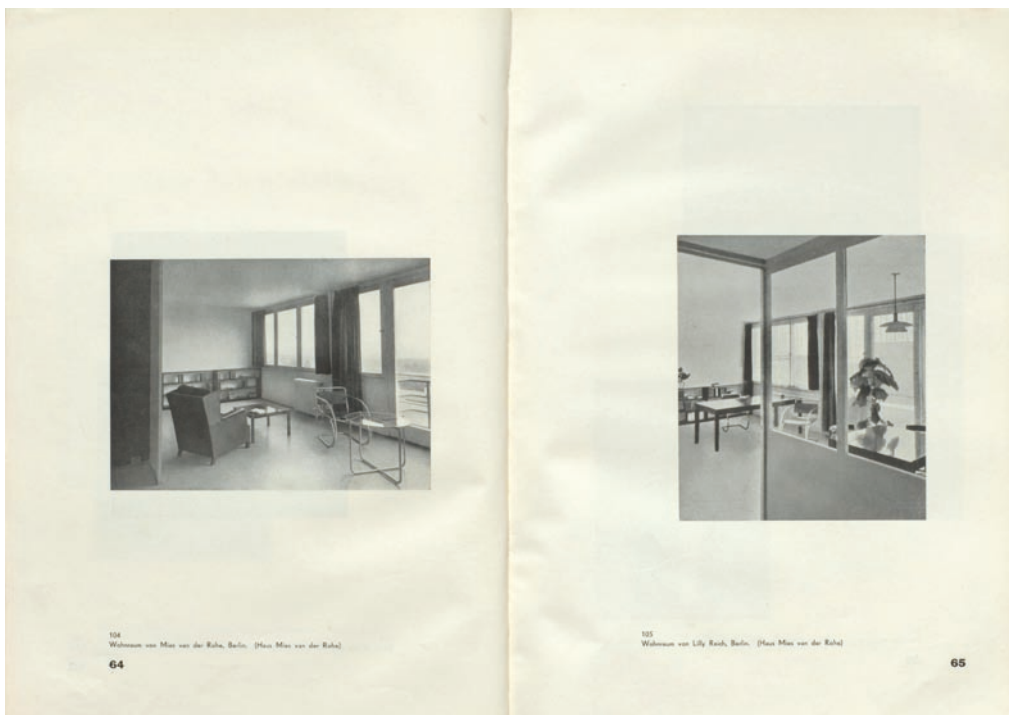 104
Wohnraum von Mies van der Rohe, Berlin. (Haus Mies van der Rohe)
64
105
Wohnraum von Lilly Reich, Berlin. (Haus Mies van der Rohe)
65